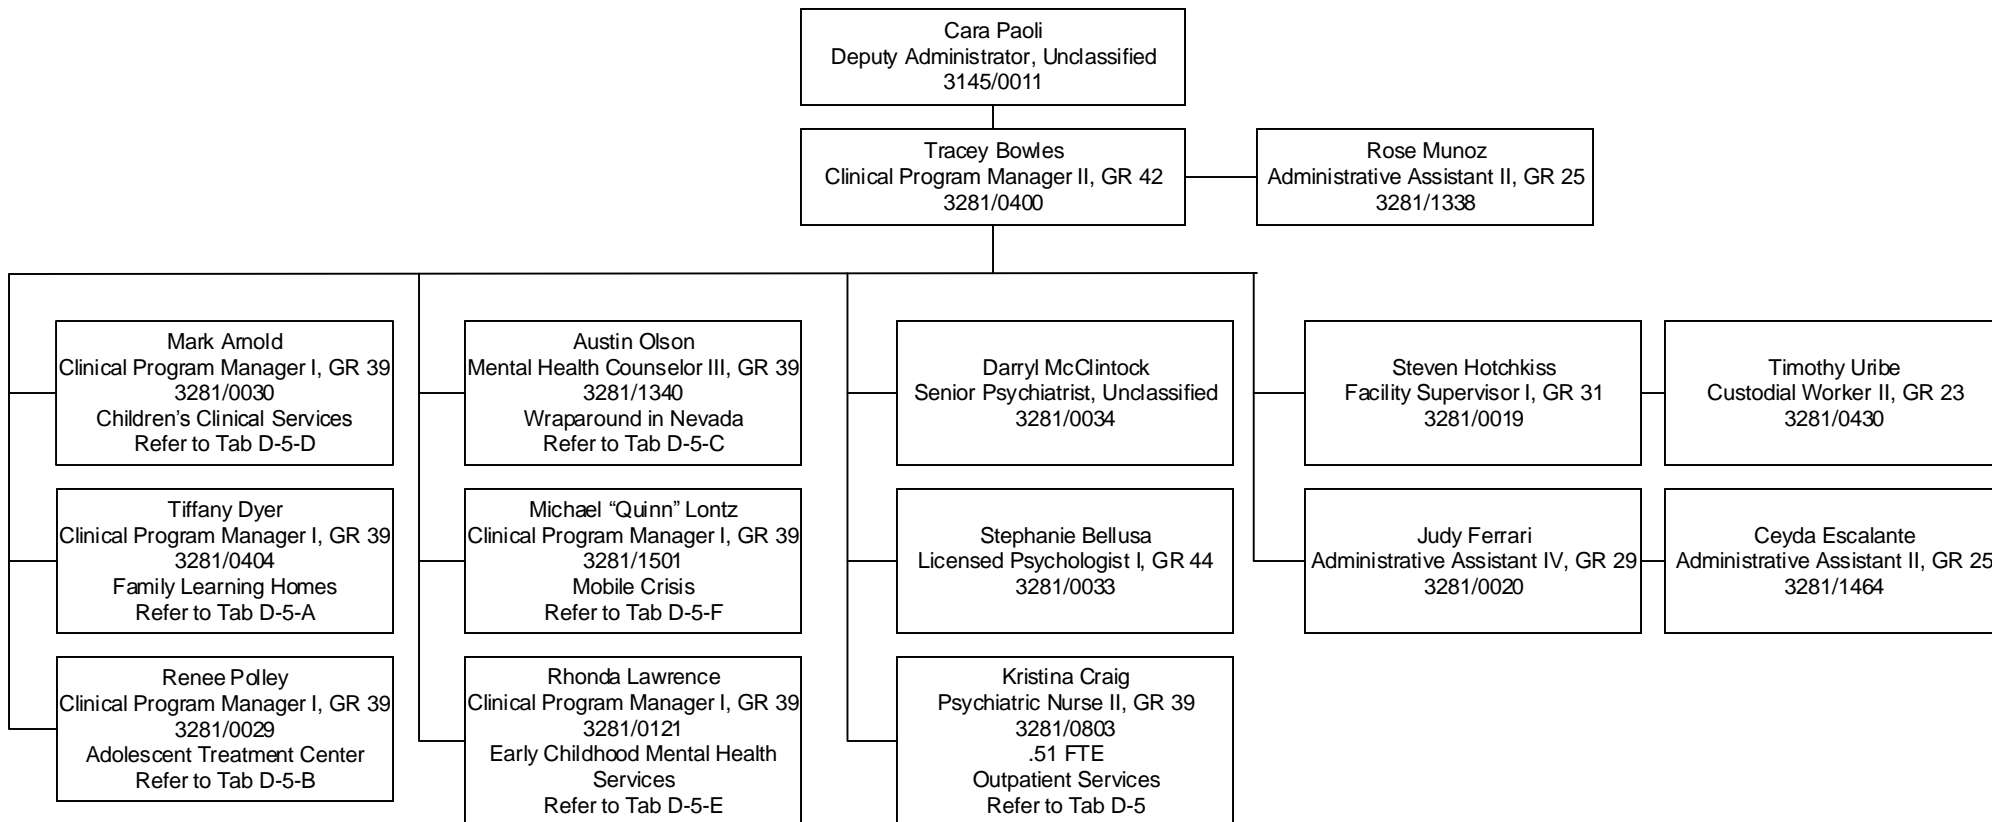 Cara Paoli
Deputy Administrator, Unclassified
3145/0011
Tracey Bowles
Clinical Program Manager II, GR 42
3281/0400
Rose Munoz
Administrative Assistant II, GR 25
3281/1338
Mark Arnold
Clinical Program Manager I, GR 39
3281/0030
Children’s Clinical Services
Refer to Tab D-5-D
Austin Olson
Mental Health Counselor III, GR 39
3281/1340
Wraparound in Nevada
Refer to Tab D-5-C
Darryl McClintock
Senior Psychiatrist, Unclassified
3281/0034
Steven Hotchkiss
Facility Supervisor I, GR 31
3281/0019
Timothy Uribe
Custodial Worker II, GR 23
3281/0430
Tiffany Dyer
Clinical Program Manager I, GR 39
3281/0404
Family Learning Homes
Refer to Tab D-5-A
Michael “Quinn” Lontz
Clinical Program Manager I, GR 39
3281/1501
Mobile Crisis
Refer to Tab D-5-F
Stephanie Bellusa
Licensed Psychologist I, GR 44
3281/0033
Judy Ferrari
Administrative Assistant IV, GR 29
3281/0020
Ceyda Escalante
Administrative Assistant II, GR 25
3281/1464
Renee Polley
Clinical Program Manager I, GR 39
3281/0029
Adolescent Treatment Center
Refer to Tab D-5-B
Rhonda Lawrence
Clinical Program Manager I, GR 39
3281/0121
Early Childhood Mental Health
Services
Refer to Tab D-5-E
Kristina Craig
Psychiatric Nurse II, GR 39
3281/0803
.51 FTE
Outpatient Services
Refer to Tab D-5